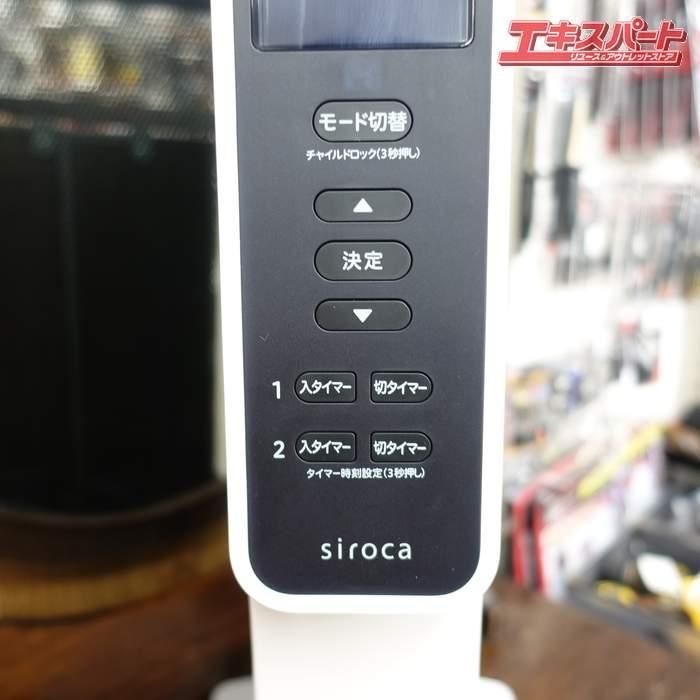 エキスパート
リユース&アウトレットストア
モード切替
チャイルドロック(3秒押し)
▲
決定
▼
1 入タイマー 切タイマー
2 入タイマー 切タイマー
タイマー時刻設定(3秒押し)
siroca